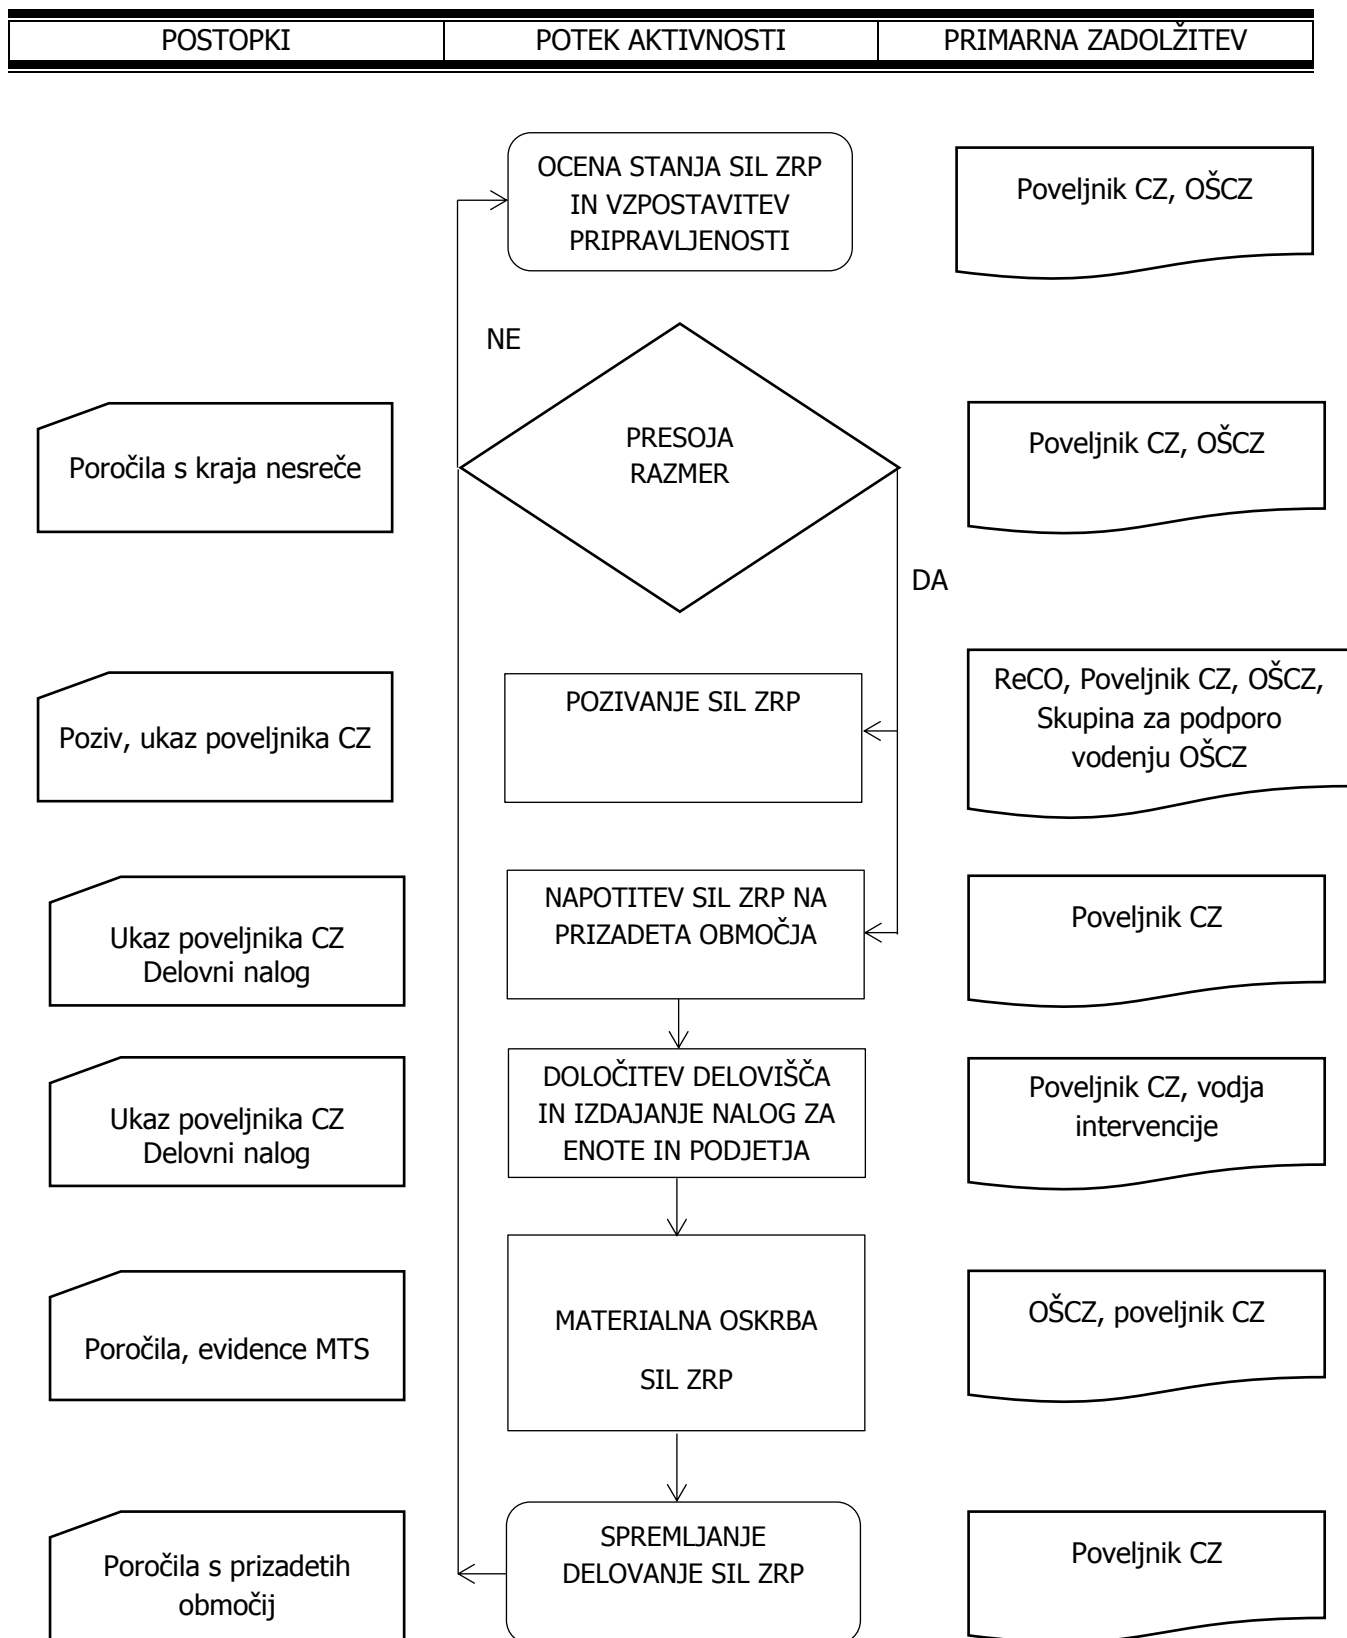 POSTOPKI
POTEK AKTIVNOSTI
PRIMARNA ZADOLŽITEV
OCENA STANJA SIL ZRP
IN VZPOSTAVITEV
PRIPRAVLJENOSTI
Poveljnik CZ, OŠCZ
NE
Poročila s kraja nesreče
PRESOJA
RAZMER
Poveljnik CZ, OŠCZ
DA
Poziv, ukaz poveljnika CZ
POZIVANJE SIL ZRP
ReCO, Poveljnik CZ, OŠCZ,
Skupina za podporo
vodenju OŠCZ
Ukaz poveljnika CZ
Delovni nalog
NAPOTITEV SIL ZRP NA
PRIZADETA OBMOČJA
Poveljnik CZ
Ukaz poveljnika CZ
Delovni nalog
DOLOČITEV DELOVIŠČA
IN IZDAJANJE NALOG ZA
ENOTE IN PODJETJA
Poveljnik CZ, vodja
intervencije
Poročila, evidence MTS
MATERIALNA OSKRBA
SIL ZRP
OŠCZ, poveljnik CZ
Poročila s prizadetih
območij
SPREMLJANJE
DELOVANJE SIL ZRP
Poveljnik CZ